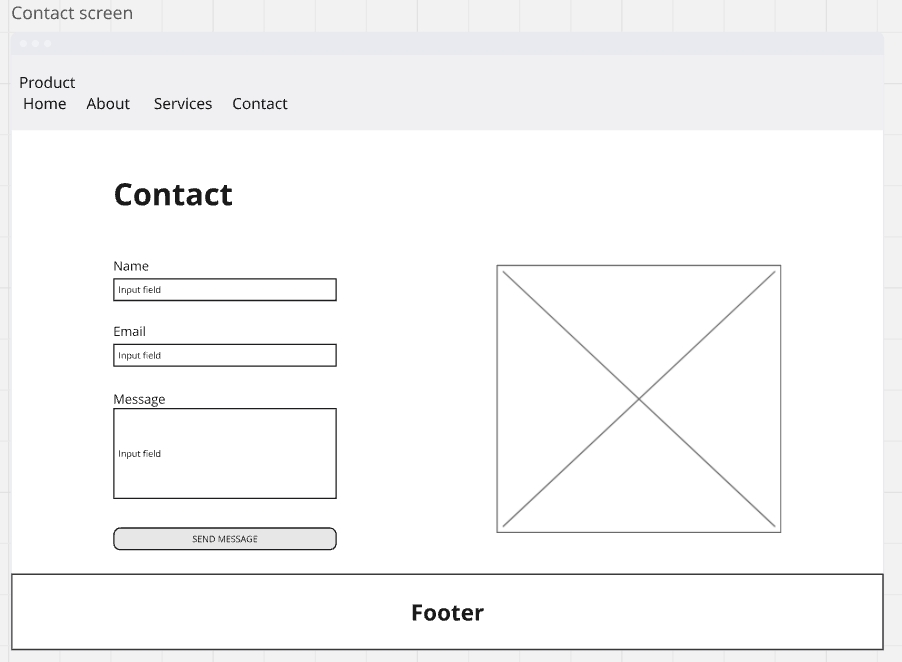 Contact screen
Product
Home About Services Contact
Contact
Name
Input field
Email
Input field
Message
Input field
SEND MESSAGE
Footer